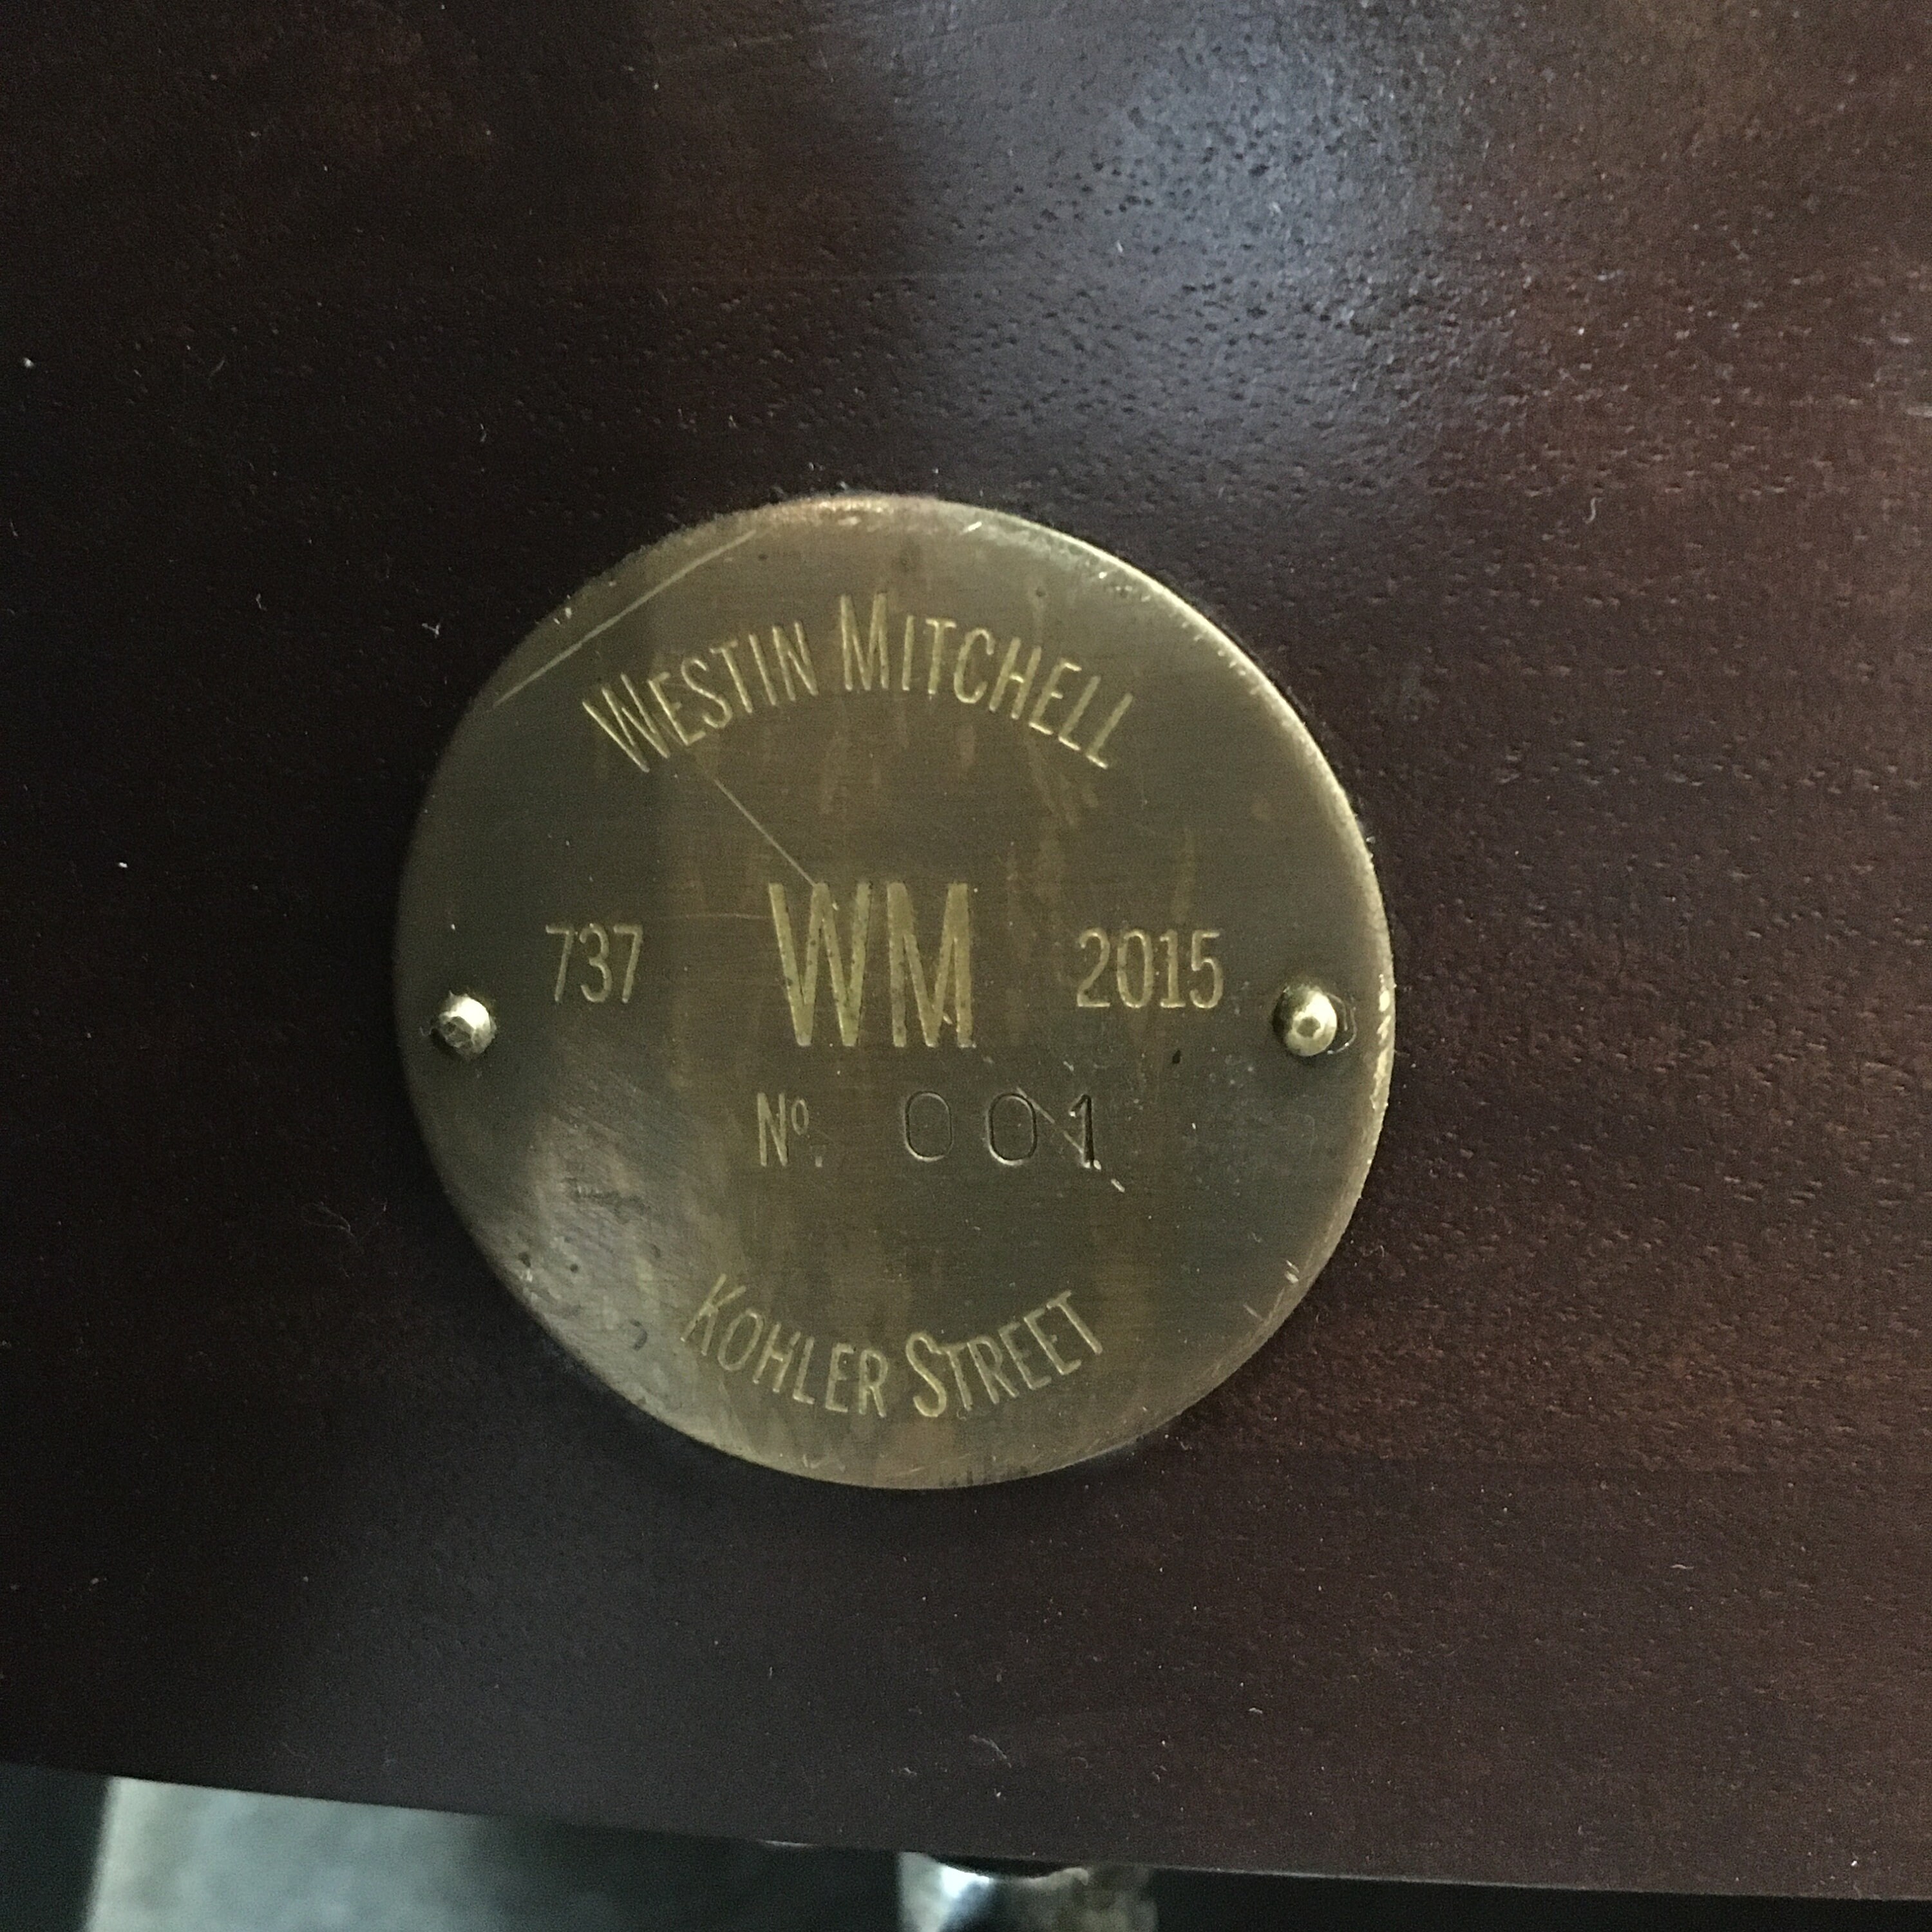 WESTIN MITCHELL
737 WM 2015
Nº. 001
KOHLER STREET